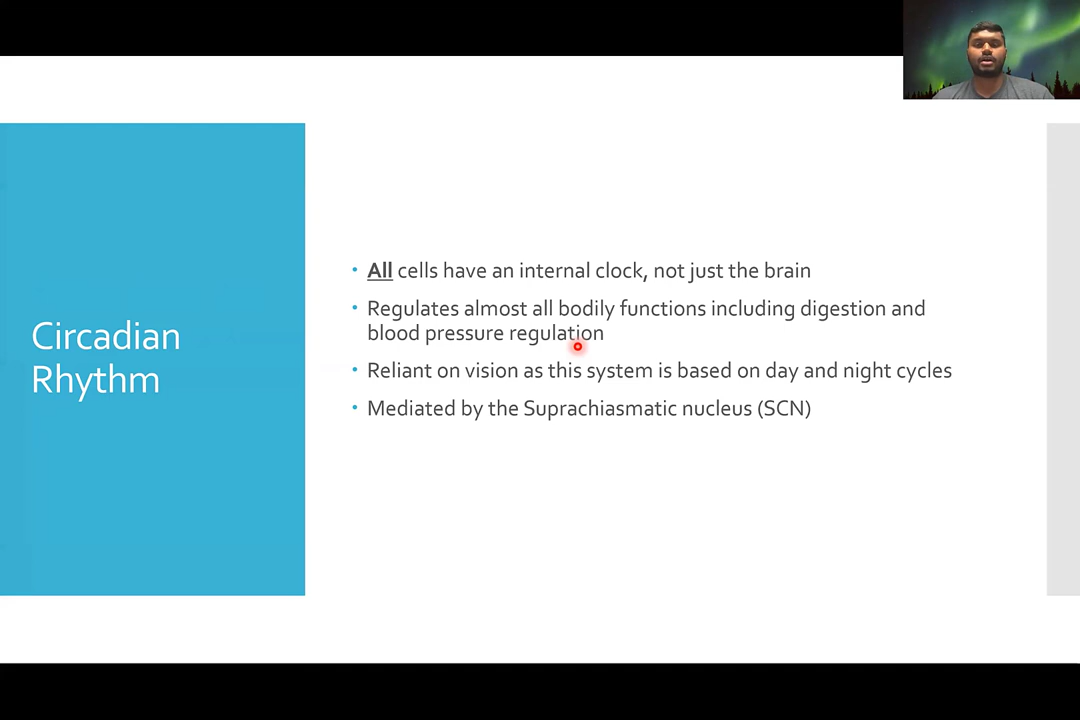 Circadian
Rhythm
• All cells have an internal clock, not just the brain
• Regulates almost all bodily functions including digestion and
blood pressure regulation
• Reliant on vision as this system is based on day and night cycles
• Mediated by the Suprachiasmatic nucleus (SCN)